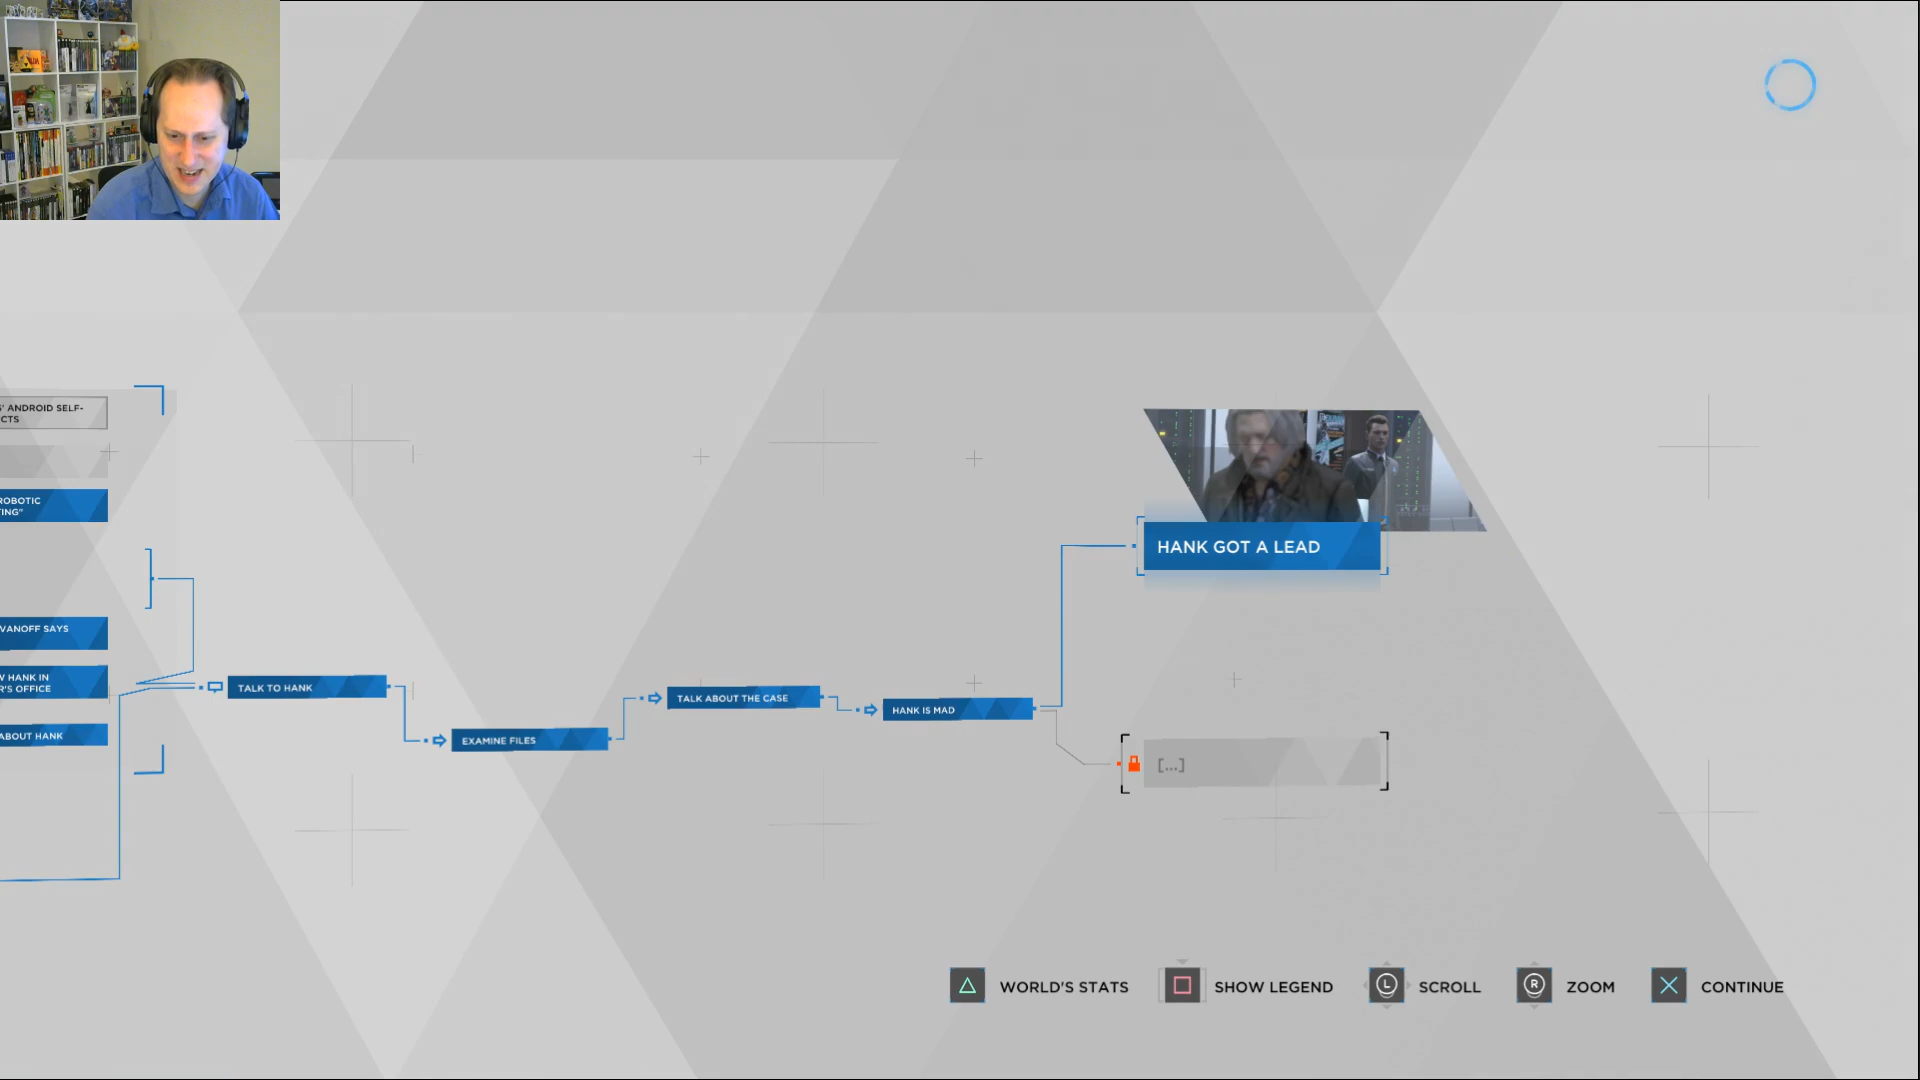 ' ANDROID SELF-
CTS
ROBOTIC
TING"
VANOFF SAYS
W HANK IN
R'S OFFICE
ABOUT HANK
TALK TO HANK
EXAMINE FILES
TALK ABOUT THE CASE
HANK IS MAD
HANK GOT A LEAD
[...]
WORLD'S STATS
SHOW LEGEND
L
SCROLL
R
ZOOM
CONTINUE